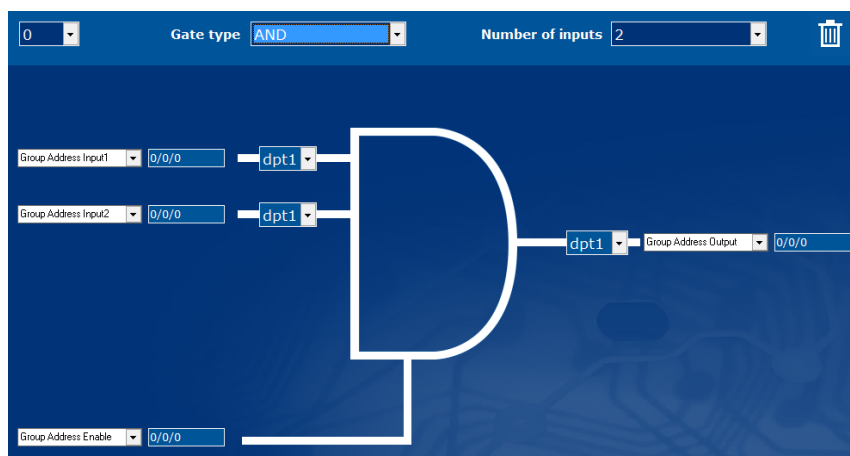 0 Gate type AND Number of inputs 2
Group Address Input1 0/0/0 dpt1
Group Address Input2 0/0/0 dpt1
dpt1 Group Address Output 0/0/0
Group Address Enable 0/0/0